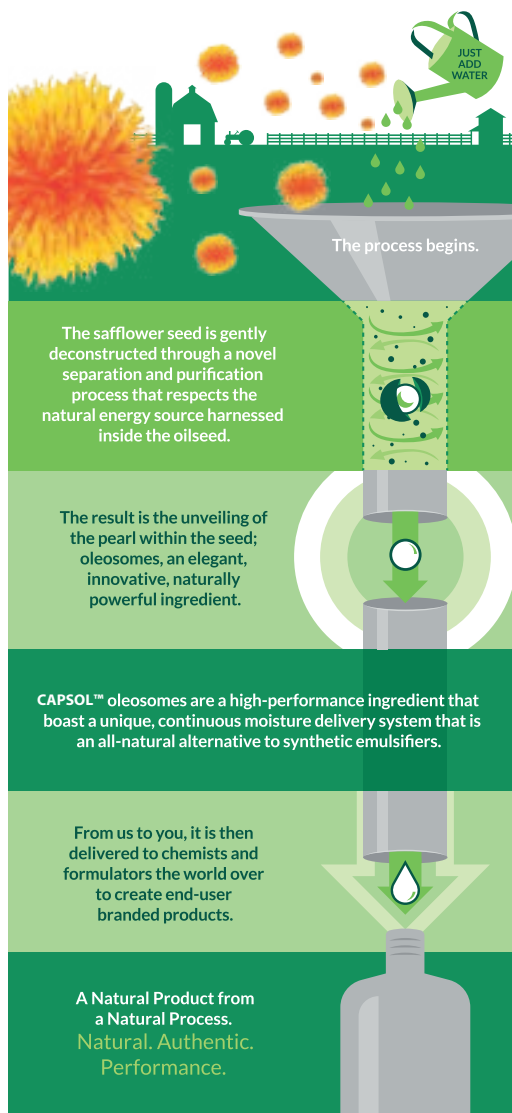 JUST
ADD
WATER
The process begins.
The safflower seed is gently
deconstructed through a novel
separation and purification
process that respects the
natural energy source harnessed
inside the oilseed.
The result is the unveiling of
the pearl within the seed;
oleosomes, an elegant,
innovative, naturally
powerful ingredient.
CAPSOL™ oleosomes are a high-performance ingredient that
boast a unique, continuous moisture delivery system that is
an all-natural alternative to synthetic emulsifiers.
From us to you, it is then
delivered to chemists and
formulators the world over
to create end-user
branded products.
A Natural Product from
a Natural Process.
Natural. Authentic.
Performance.